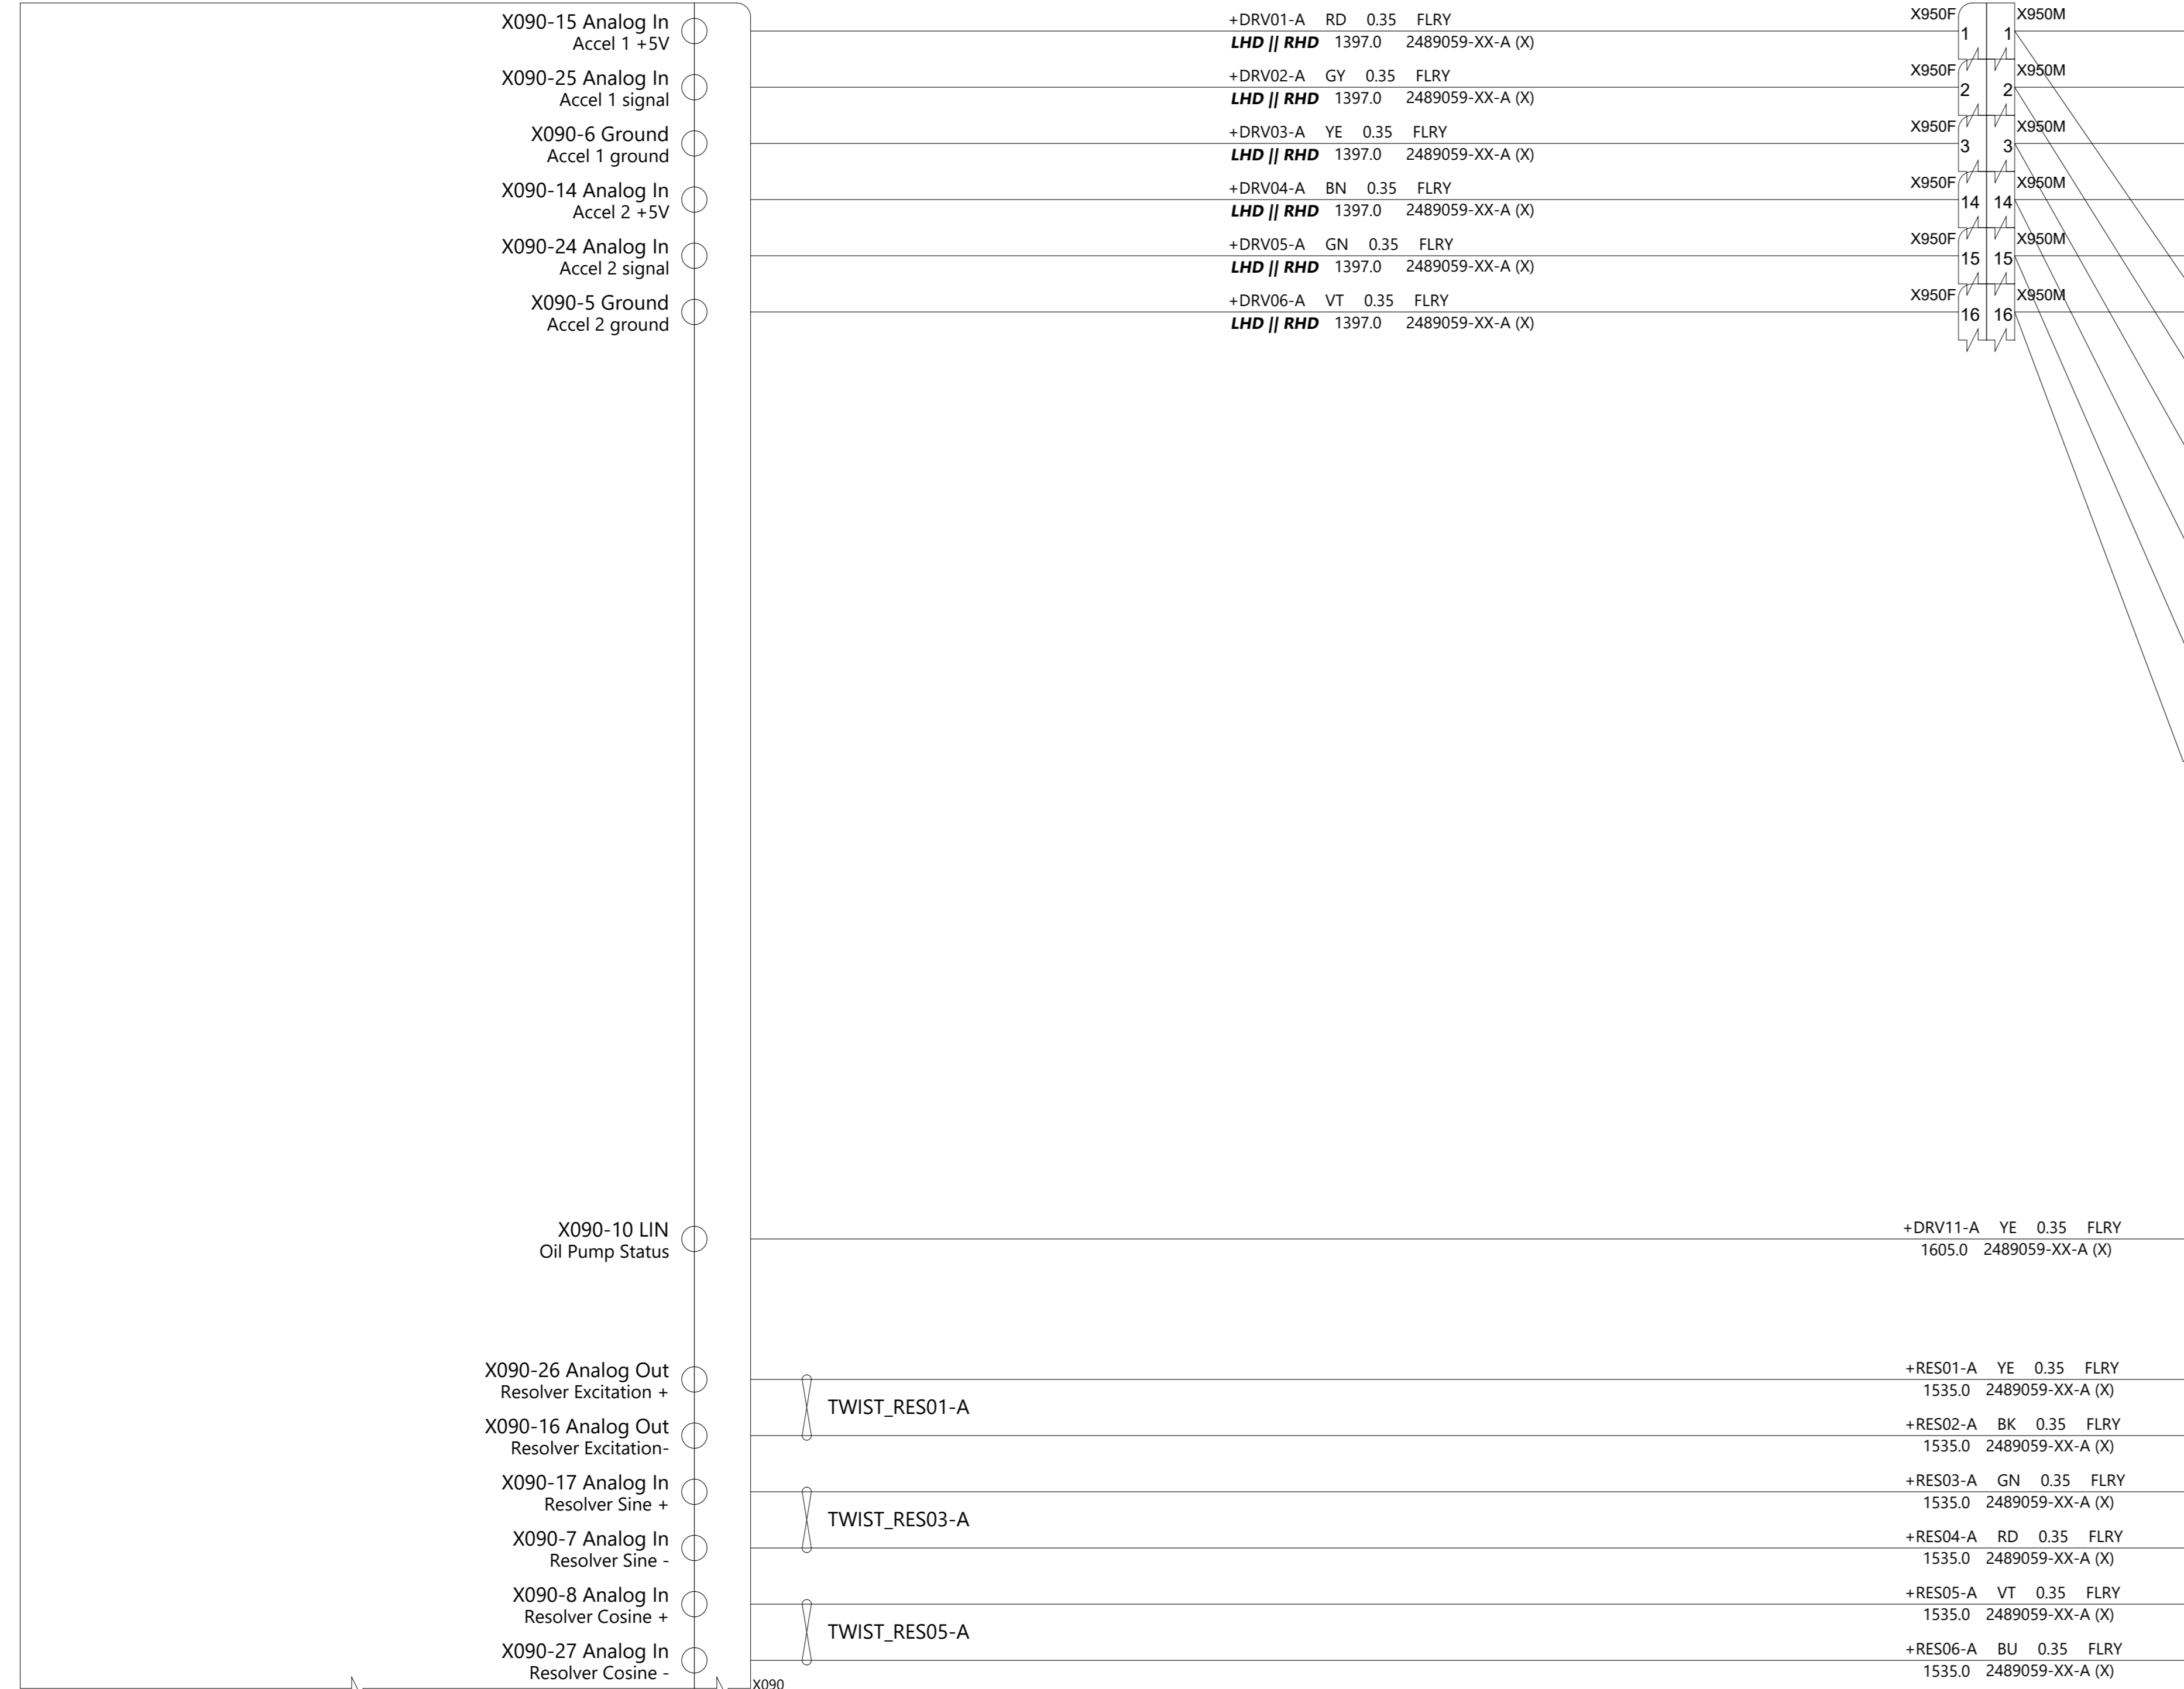 X090-15 Analog In
Accel 1 +5V
+DRV01-A RD 0.35 FLRY
LHD || RHD 1397.0 2489059-XX-A (X)
X950F 1 1 X950M
X090-25 Analog In
Accel 1 signal
+DRV02-A GY 0.35 FLRY
LHD || RHD 1397.0 2489059-XX-A (X)
X950F 2 2 X950M
X090-6 Ground
Accel 1 ground
+DRV03-A YE 0.35 FLRY
LHD || RHD 1397.0 2489059-XX-A (X)
X950F 3 3 X950M
X090-14 Analog In
Accel 2 +5V
+DRV04-A BN 0.35 FLRY
LHD || RHD 1397.0 2489059-XX-A (X)
X950F 14 14 X950M
X090-24 Analog In
Accel 2 signal
+DRV05-A GN 0.35 FLRY
LHD || RHD 1397.0 2489059-XX-A (X)
X950F 15 15 X950M
X090-5 Ground
Accel 2 ground
+DRV06-A VT 0.35 FLRY
LHD || RHD 1397.0 2489059-XX-A (X)
X950F 16 16 X950M
X090-10 LIN
Oil Pump Status
+DRV11-A YE 0.35 FLRY
1605.0 2489059-XX-A (X)
X090-26 Analog Out
Resolver Excitation +
TWIST_RES01-A
+RES01-A YE 0.35 FLRY
1535.0 2489059-XX-A (X)
X090-16 Analog Out
Resolver Excitation-
+RES02-A BK 0.35 FLRY
1535.0 2489059-XX-A (X)
X090-17 Analog In
Resolver Sine +
TWIST_RES03-A
+RES03-A GN 0.35 FLRY
1535.0 2489059-XX-A (X)
X090-7 Analog In
Resolver Sine -
+RES04-A RD 0.35 FLRY
1535.0 2489059-XX-A (X)
X090-8 Analog In
Resolver Cosine +
TWIST_RES05-A
+RES05-A VT 0.35 FLRY
1535.0 2489059-XX-A (X)
X090-27 Analog In
Resolver Cosine -
+RES06-A BU 0.35 FLRY
1535.0 2489059-XX-A (X)
X090